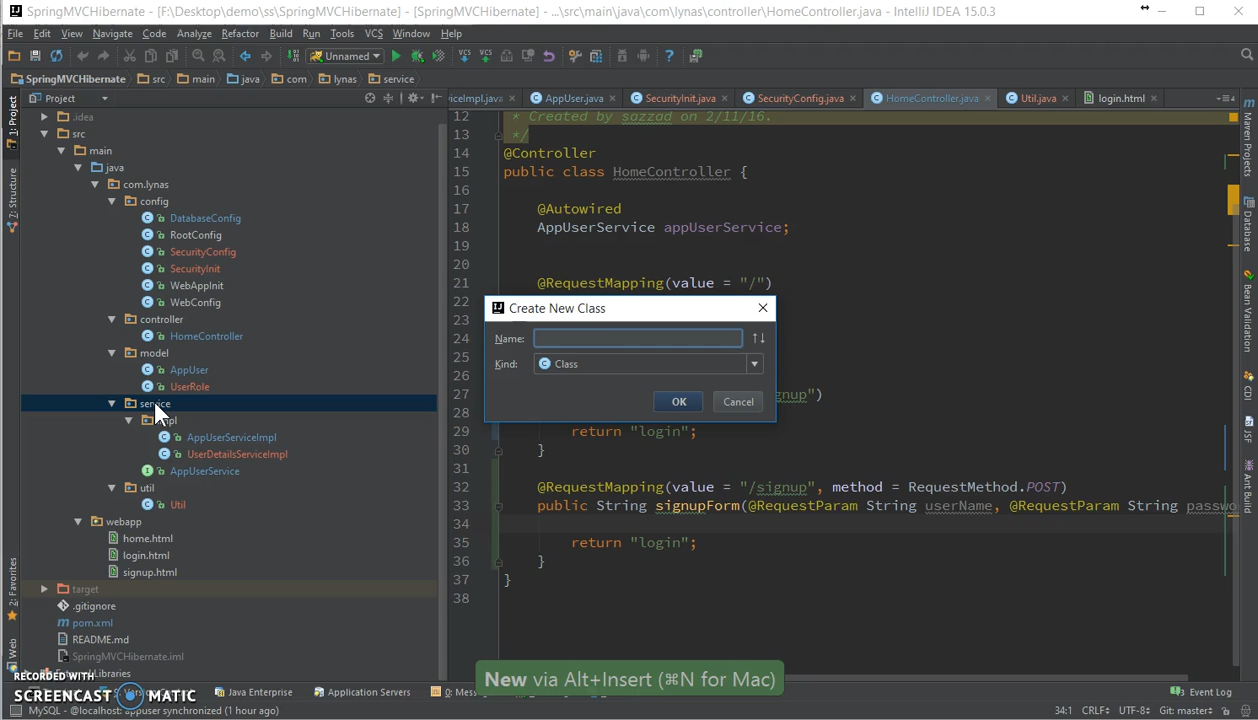 SpringMVCHibernate - [F:\Desktop\demo\ss\SpringMVCHibernate] - [SpringMVCHibernate] - ...\src\main\java\com\lynas\controller\HomeController.java - IntelliJ IDEA 15.0.3
File Edit View Navigate Code Analyze Refactor Build Run Tools VCS Window Help
Unnamed
SpringMVCHibernate src main java com lynas service
Project
viceImpl.java AppUser.java SecurityInit.java SecurityConfig.java HomeController.java Util.java login.html
1: Project
7: Structure
2: Favorites
Web
.idea
src
main
java
com.lynas
config
DatabaseConfig
RootConfig
SecurityConfig
SecurityInit
WebAppInit
WebConfig
controller
HomeController
model
AppUser
UserRole
service
AppUserServiceImpl
UserDetailsServiceImpl
AppUserService
util
Util
webapp
home.html
login.html
signup.html
target
.gitignore
pom.xml
README.md
SpringMVCHibernate.iml
Libraries
12 * Created by sazzad on 2/11/16.
13 */
14 @Controller
15 public class HomeController {
16
17 @Autowired
18 AppUserService appUserService;
19
20
21 @RequestMapping(value = "/")
22
23
24
25
26
27 gnup")
28
29 return "login";
30 }
31
32 @RequestMapping(value = "/signup", method = RequestMethod.POST)
33 public String signupForm(@RequestParam String userName, @RequestParam String passwo
34
35 return "login";
36 }
37 }
38
Create New Class
Name:
Kind: Class
OK Cancel
Maven Projects
Database
Bean Validation
CDI
JSF
Ant Build
New via Alt+Insert (⌘N for Mac)
RECORDED WITH
SCREENCAST MATIC
Java Enterprise Application Servers 0: Mess Event Log
MySQL - @localhost: appuser synchronized (1 hour ago) 34:1 CRLF UTF-8 Git: master